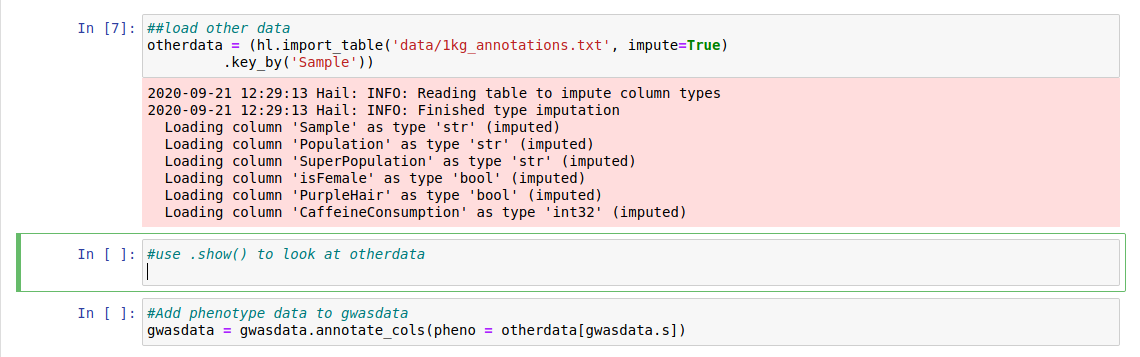 In [7]: ##load other data
otherdata = (hl.import_table('data/1kg_annotations.txt', impute=True)
         .key_by('Sample'))
2020-09-21 12:29:13 Hail: INFO: Reading table to impute column types
2020-09-21 12:29:13 Hail: INFO: Finished type imputation
  Loading column 'Sample' as type 'str' (imputed)
  Loading column 'Population' as type 'str' (imputed)
  Loading column 'SuperPopulation' as type 'str' (imputed)
  Loading column 'isFemale' as type 'bool' (imputed)
  Loading column 'PurpleHair' as type 'bool' (imputed)
  Loading column 'CaffeineConsumption' as type 'int32' (imputed)
In [ ]: #use .show() to look at otherdata
In [ ]: #Add phenotype data to gwasdata
gwasdata = gwasdata.annotate_cols(pheno = otherdata[gwasdata.s])